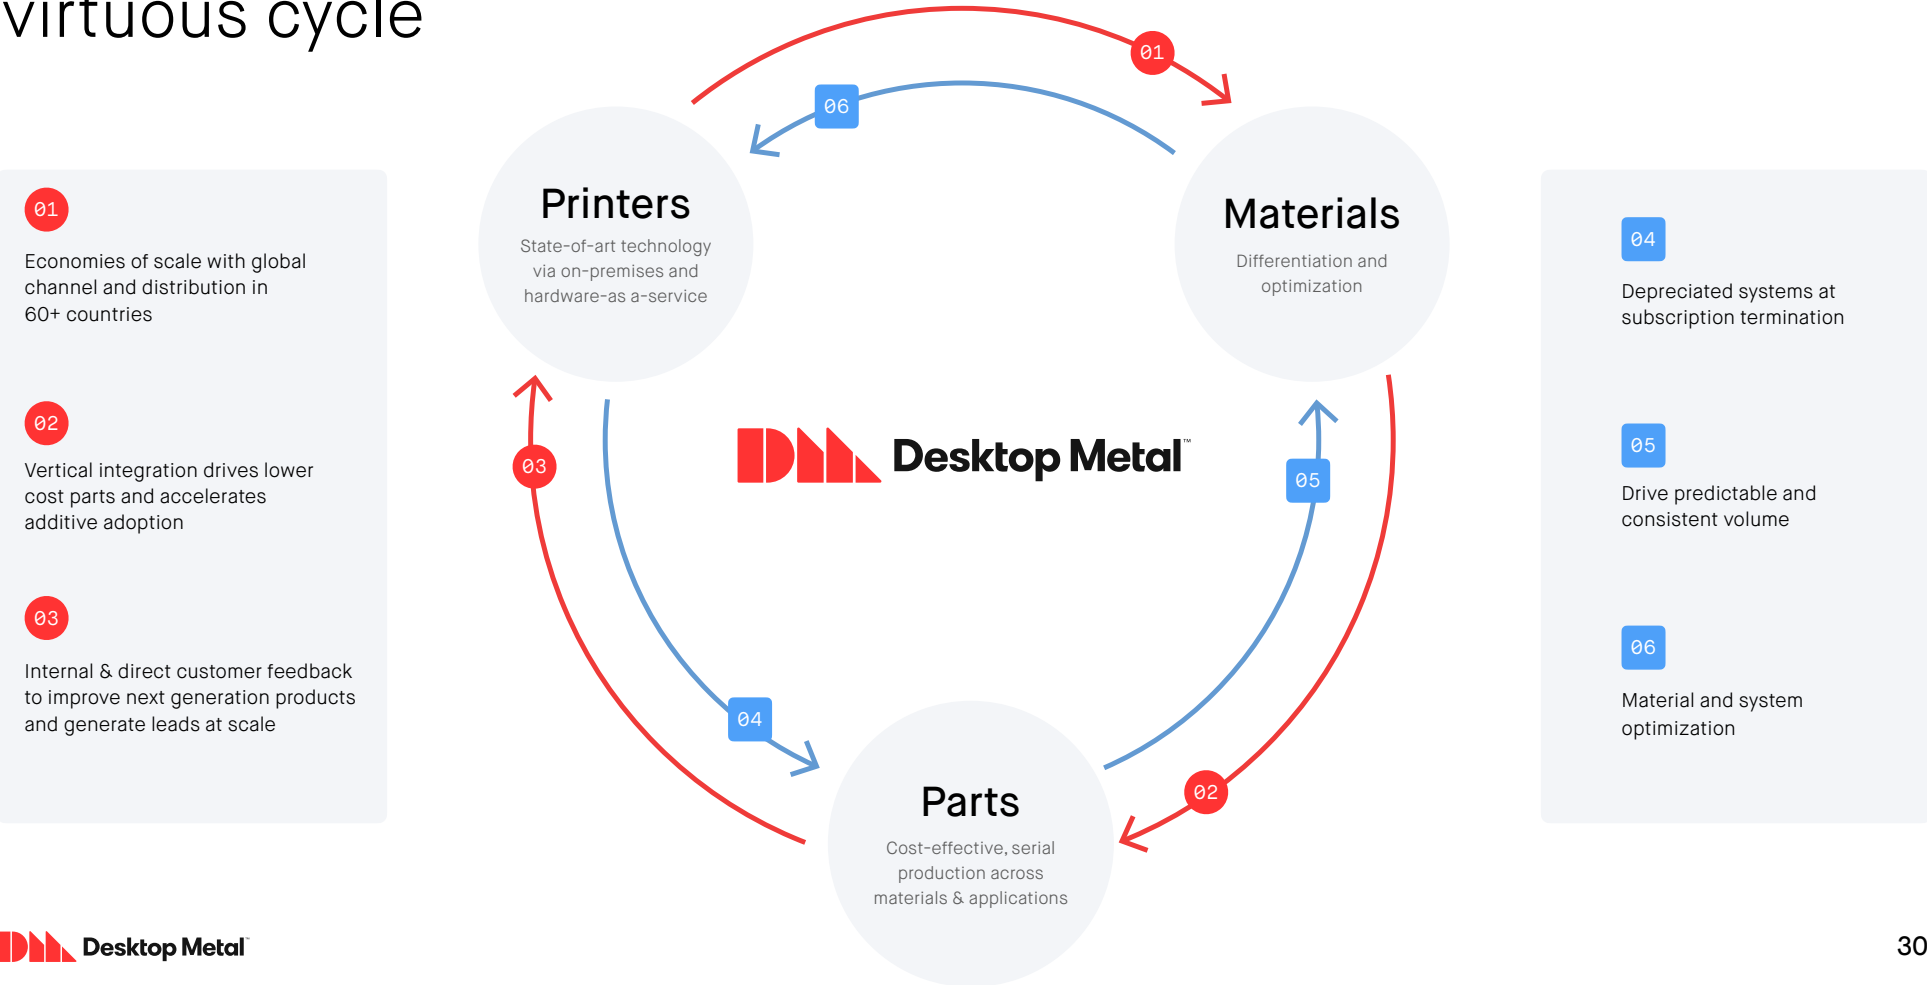 virtuous cycle
01
Economies of scale with global
channel and distribution in
60+ countries
02
Vertical integration drives lower
cost parts and accelerates
additive adoption
03
Internal & direct customer feedback
to improve next generation products
and generate leads at scale
01
06
Printers
State-of-art technology
via on-premises and
hardware-as a-service
Materials
Differentiation and
optimization
Desktop Metal™
03
05
04
02
Parts
Cost-effective, serial
production across
materials & applications
04
Depreciated systems at
subscription termination
05
Drive predictable and
consistent volume
06
Material and system
optimization
Desktop Metal™
30